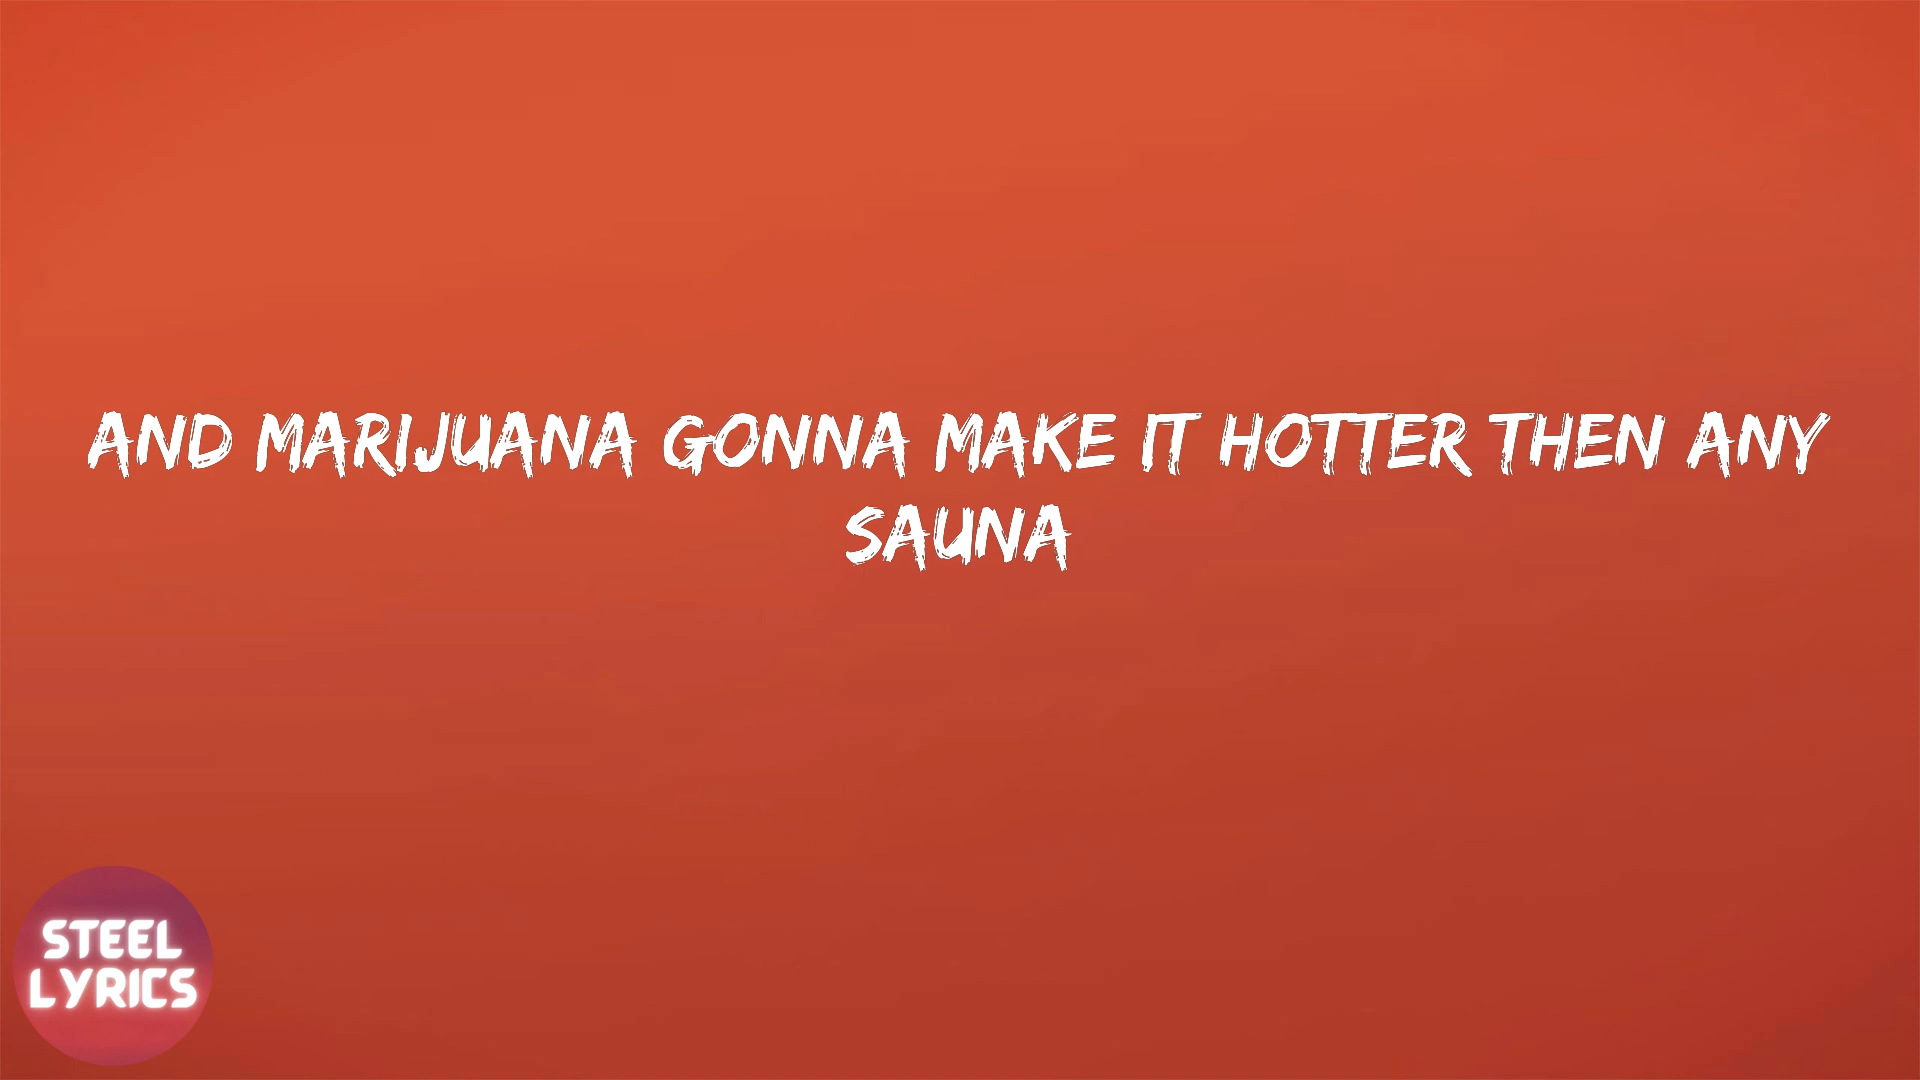 AND MARIJUANA GONNA MAKE IT HOTTER THEN ANY
SAUNA
STEEL
LYRICS